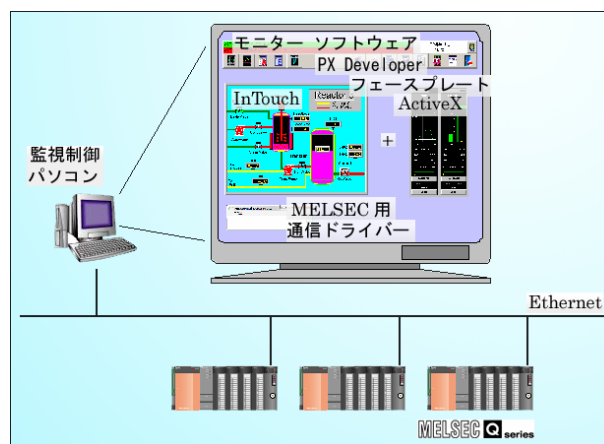 モニター ソフトウェア
PX Developer
フェースプレート
InTouch
ActiveX
+
監視制御
パソコン
MELSEC 用
通信ドライバー
Ethernet
MELSEC Q series